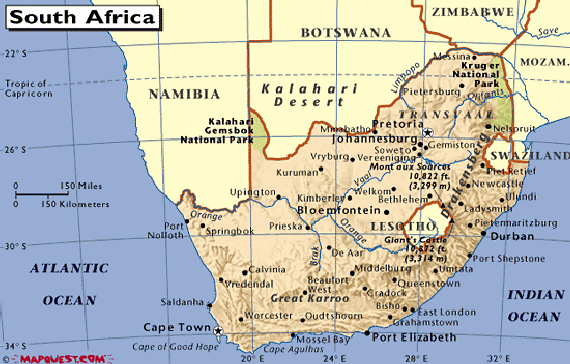 South Africa
ZIMBABWE
BOTSWANA
Save
22°S
Messina
Kruger
National
Park
MOZAM.
Limpopo
Tropic of
Capricorn
Kalahari
Desert
Pietersburg
Olifants
NAMIBIA
TRANSVAAL
Kalahari
Gemsbok
National Park
Pretoria
Mmabatho
Johannesburg
Nelspruit
26°S
Soweto
Germiston
SWAZILAND
Vryburg
Vereeniging
Mont aux Sources
10,822 ft.
(3,299 m)
Piet Retief
Kuruman
Vaal
Drakensberg
150 Miles
150 Kilometers
Upington
Kimberley
Welkom
Newcastle
Bethlehem
Ulundi
Bloemfontein
Ladysmith
Orange
Orange
Port
Nolloth
Springbok
Prieska
LESOTHO
Pietermaritzburg
30°S
Giant's Castle
10,872 ft.
(3,314 m)
Durban
Brak
De Aar
Port Shepstone
ATLANTIC
OCEAN
Calvinia
Middelburg
Umtata
Vredendal
Beaufort
West
Queenstown
INDIAN
OCEAN
Great Karroo
Cradock
Saldanha
Bisho
East London
Worcester
Oudtshoorn
Grahamstown
Cape Town
Mossel Bay
Port Elizabeth
34°S
Cape of Good Hope
Cape Agulhas
© MAPQUEST.COM
20°E
24°E
28°E
32°E